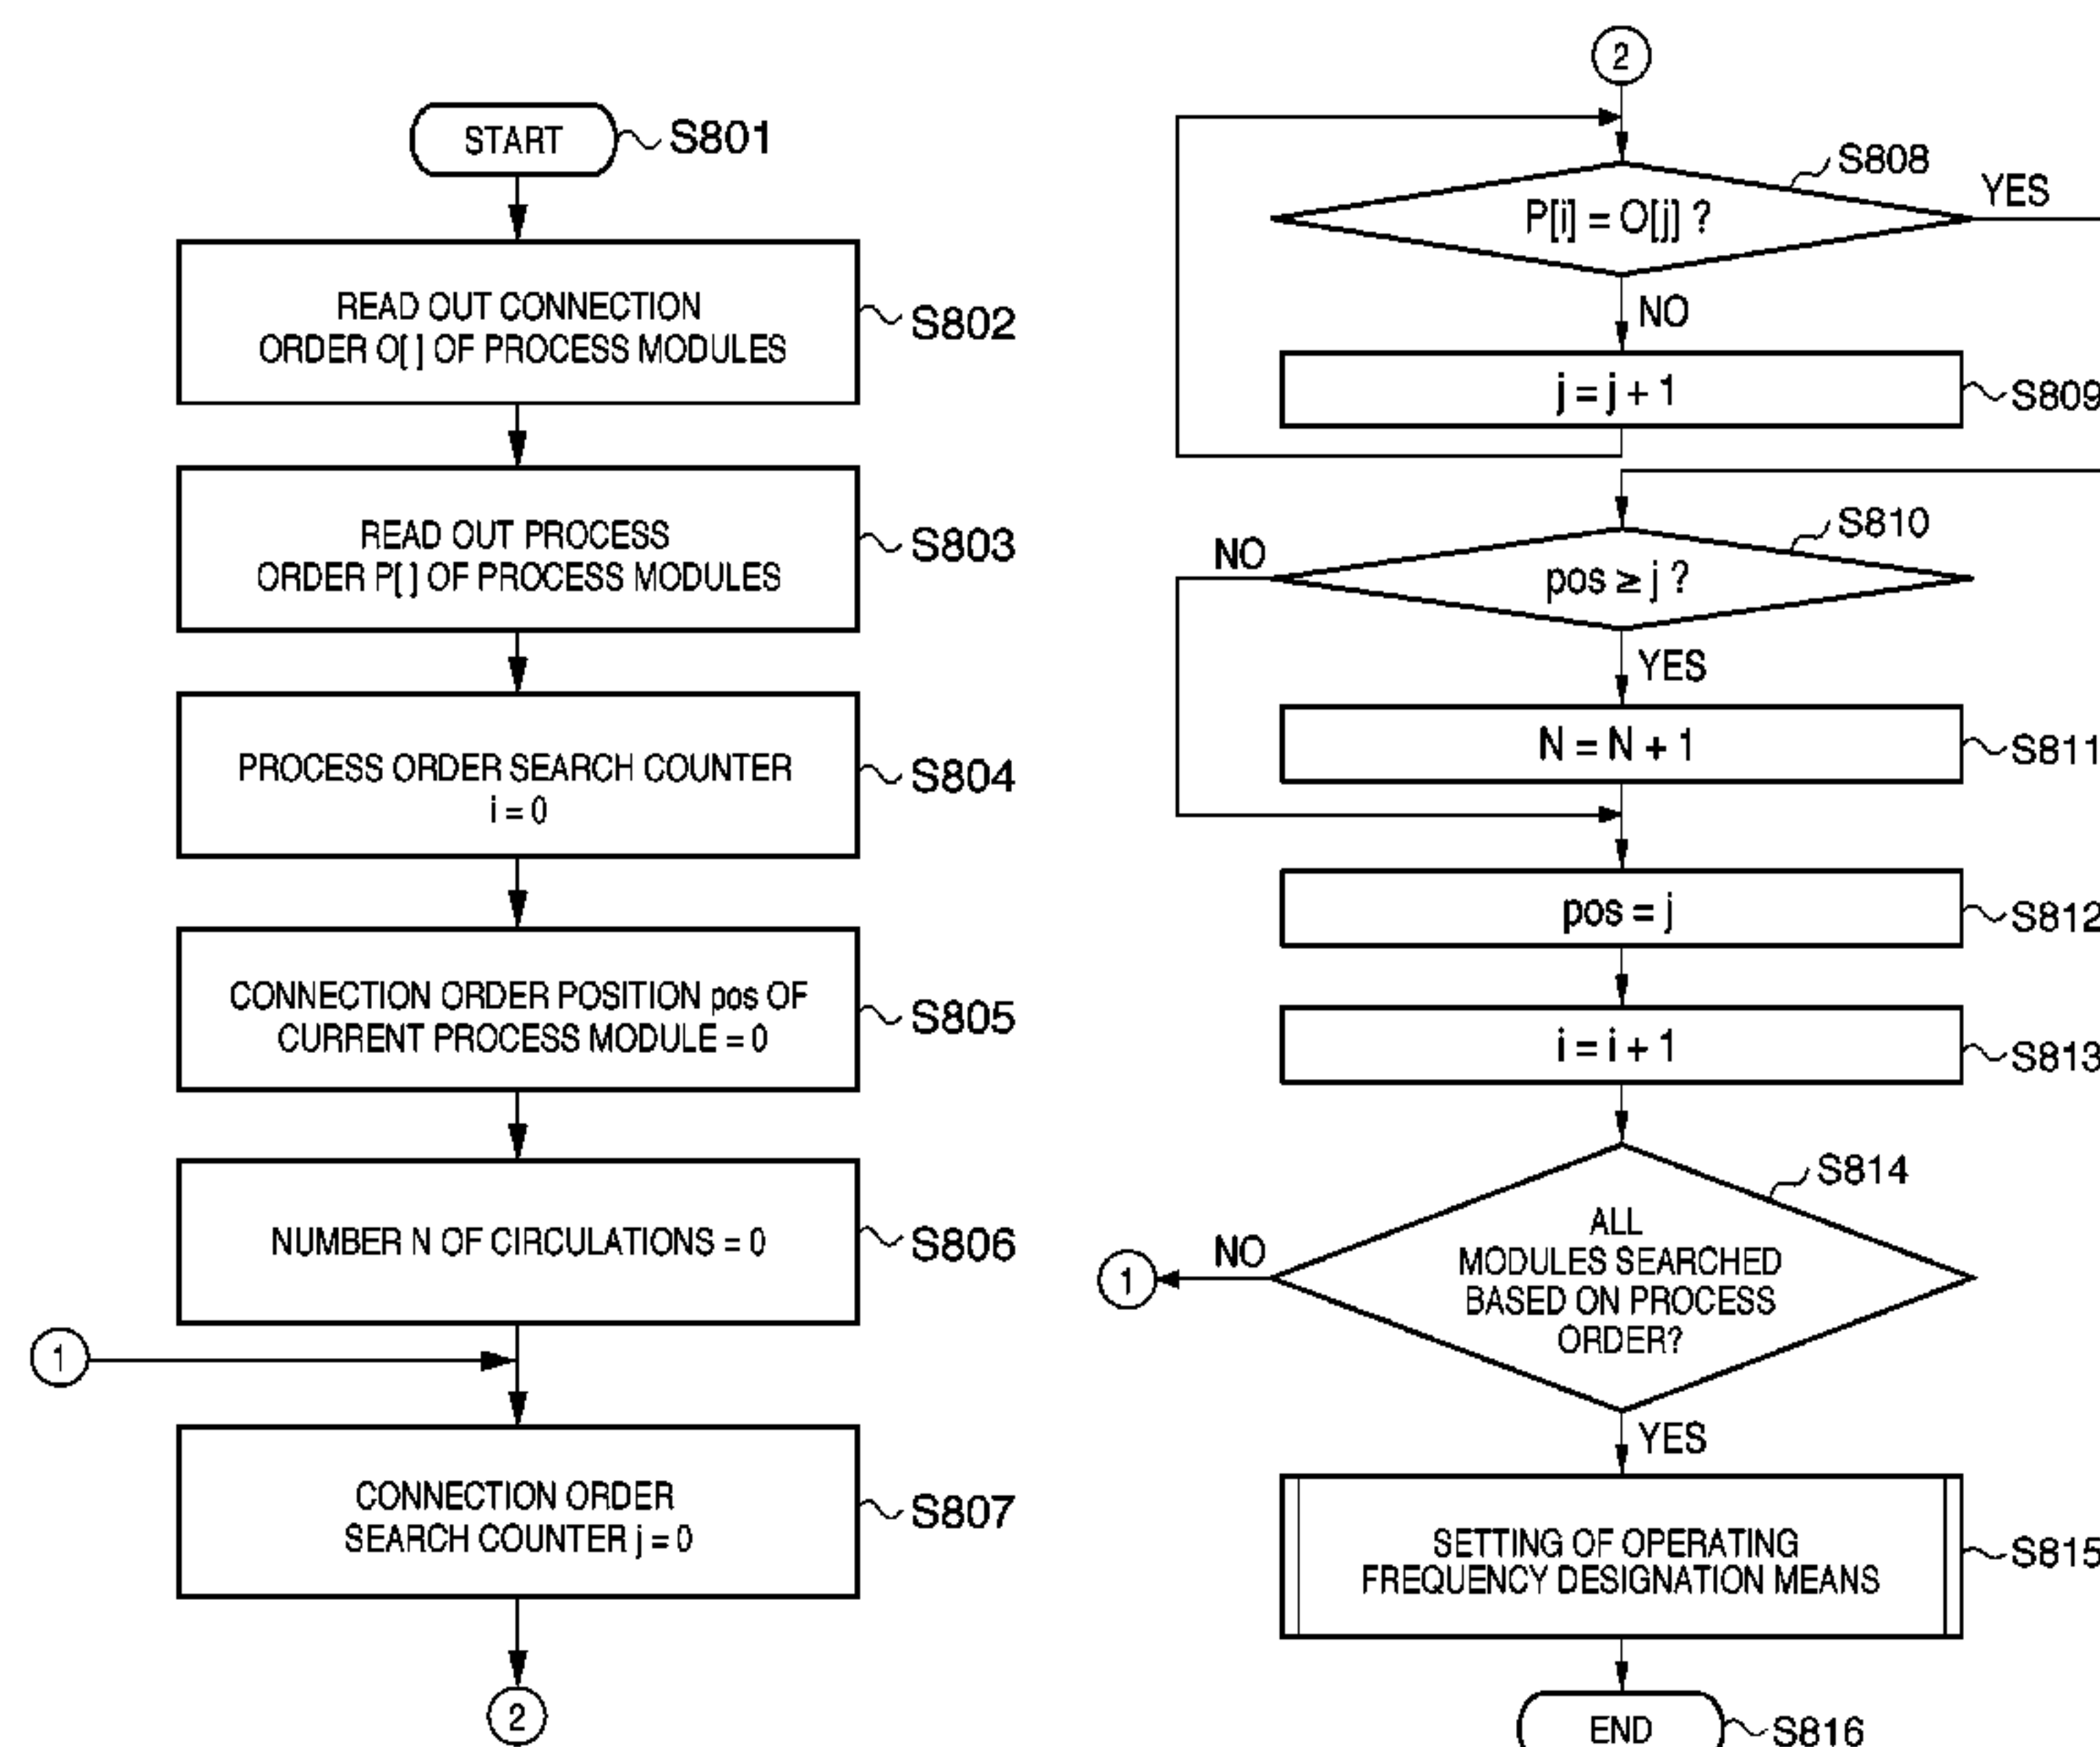 START
S801
READ OUT CONNECTION
ORDER O[ ] OF PROCESS MODULES
S802
READ OUT PROCESS
ORDER P[ ] OF PROCESS MODULES
S803
PROCESS ORDER SEARCH COUNTER
i = 0
S804
CONNECTION ORDER POSITION pos OF
CURRENT PROCESS MODULE = 0
S805
NUMBER N OF CIRCULATIONS = 0
S806
1
CONNECTION ORDER
SEARCH COUNTER j = 0
S807
2
2
P[i] = O[j] ?
S808
YES
NO
j = j + 1
S809
pos ≥ j ?
S810
NO
YES
N = N + 1
S811
pos = j
S812
i = i + 1
S813
ALL
MODULES SEARCHED
BASED ON PROCESS
ORDER?
S814
NO
1
YES
SETTING OF OPERATING
FREQUENCY DESIGNATION MEANS
S815
END
S816